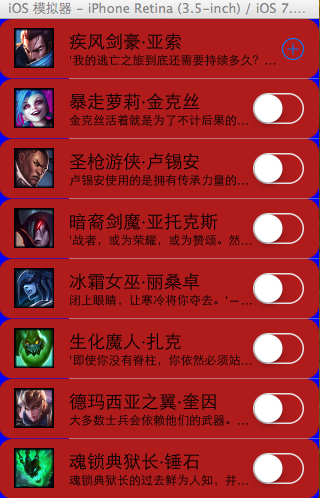 iOS 模拟器 - iPhone Retina (3.5-inch) / iOS 7....
疾风剑豪·亚索
'我的逃亡之旅到底还需要持续多久？...
暴走萝莉·金克丝
金克丝活着就是为了不计后果的...
圣枪游侠·卢锡安
卢锡安使用的是拥有传承力量的...
暗裔剑魔·亚托克斯
'战者，或为荣耀，或为赞颂。然...
冰霜女巫·丽桑卓
闭上眼睛，让寒冷将你夺去。'—...
生化魔人·扎克
'即使你没有脊柱，你依然必须站...
德玛西亚之翼·奎因
大多数士兵会依赖他们的武器。...
魂锁典狱长·锤石
魂锁典狱长的过去鲜为人知，并...